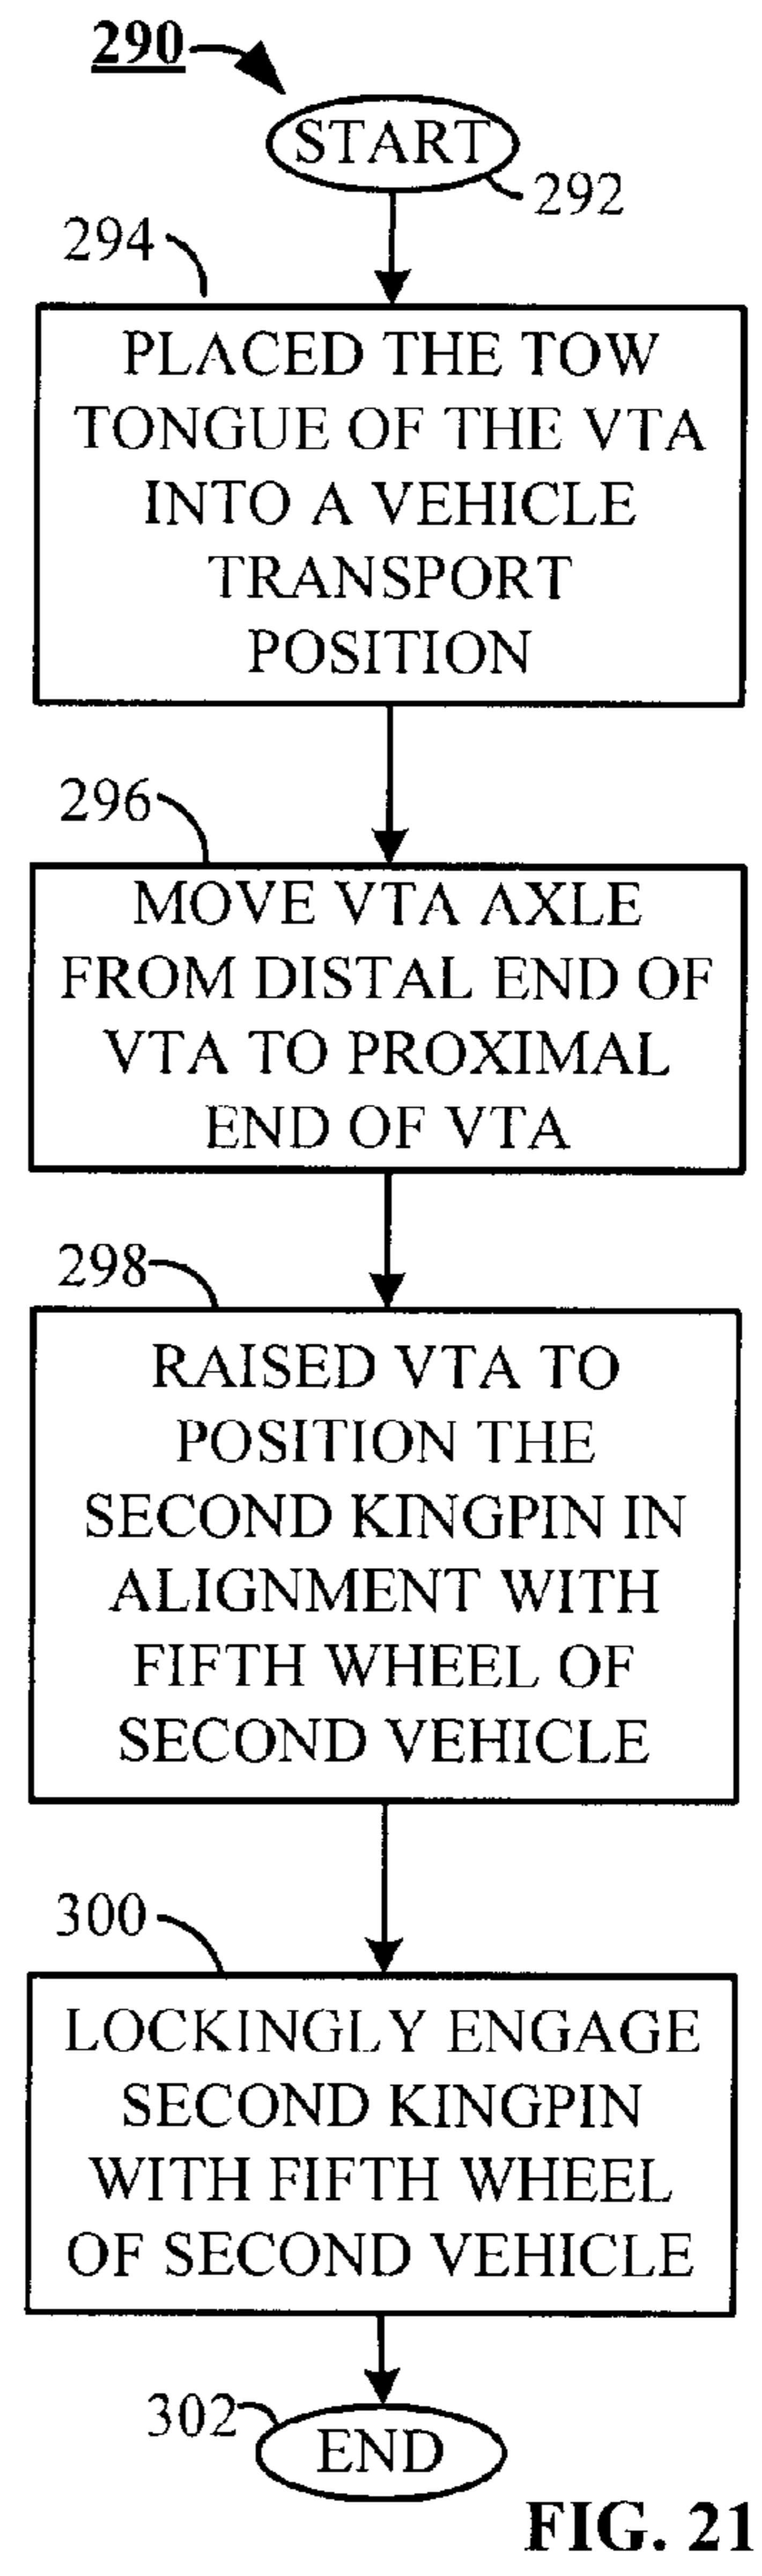 290
START
292
294
PLACED THE TOW
TONGUE OF THE VTA
INTO A VEHICLE
TRANSPORT
POSITION
296
MOVE VTA AXLE
FROM DISTAL END OF
VTA TO PROXIMAL
END OF VTA
298
RAISED VTA TO
POSITION THE
SECOND KINGPIN IN
ALIGNMENT WITH
FIFTH WHEEL OF
SECOND VEHICLE
300
LOCKINGLY ENGAGE
SECOND KINGPIN
WITH FIFTH WHEEL
OF SECOND VEHICLE
302
END
FIG. 21